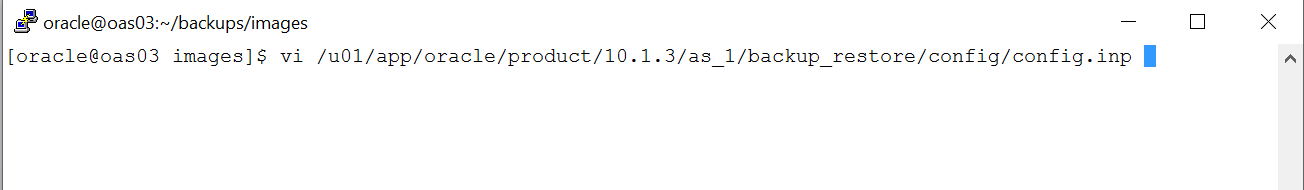 oracle@oas03:~/backups/images
[oracle@oas03 images]$ vi /u01/app/oracle/product/10.1.3/as_1/backup_restore/config/config.inp